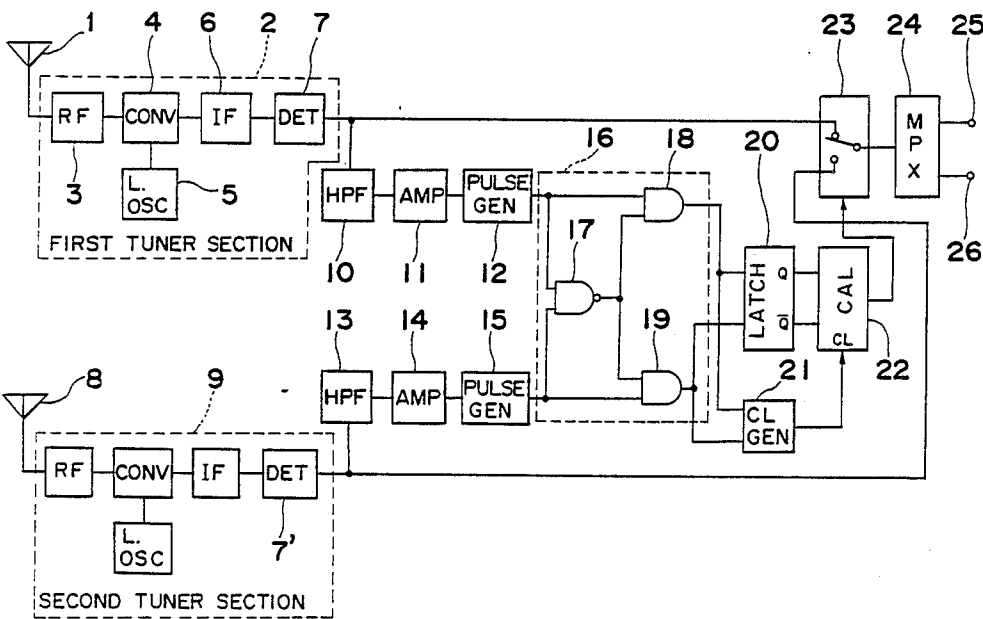 1 4 6 2 7 23 24 25
RF CONV IF DET
3 L. OSC 5
FIRST TUNER SECTION
MPX
26
HPF AMP PULSE GEN
10 11 12
16 18
17
20
LATCH Q Q̅
CAL CL
22
13 14 15 19
HPF AMP PULSE GEN
21
CL GEN
8 9
RF CONV IF DET
L. OSC 7'
SECOND TUNER SECTION